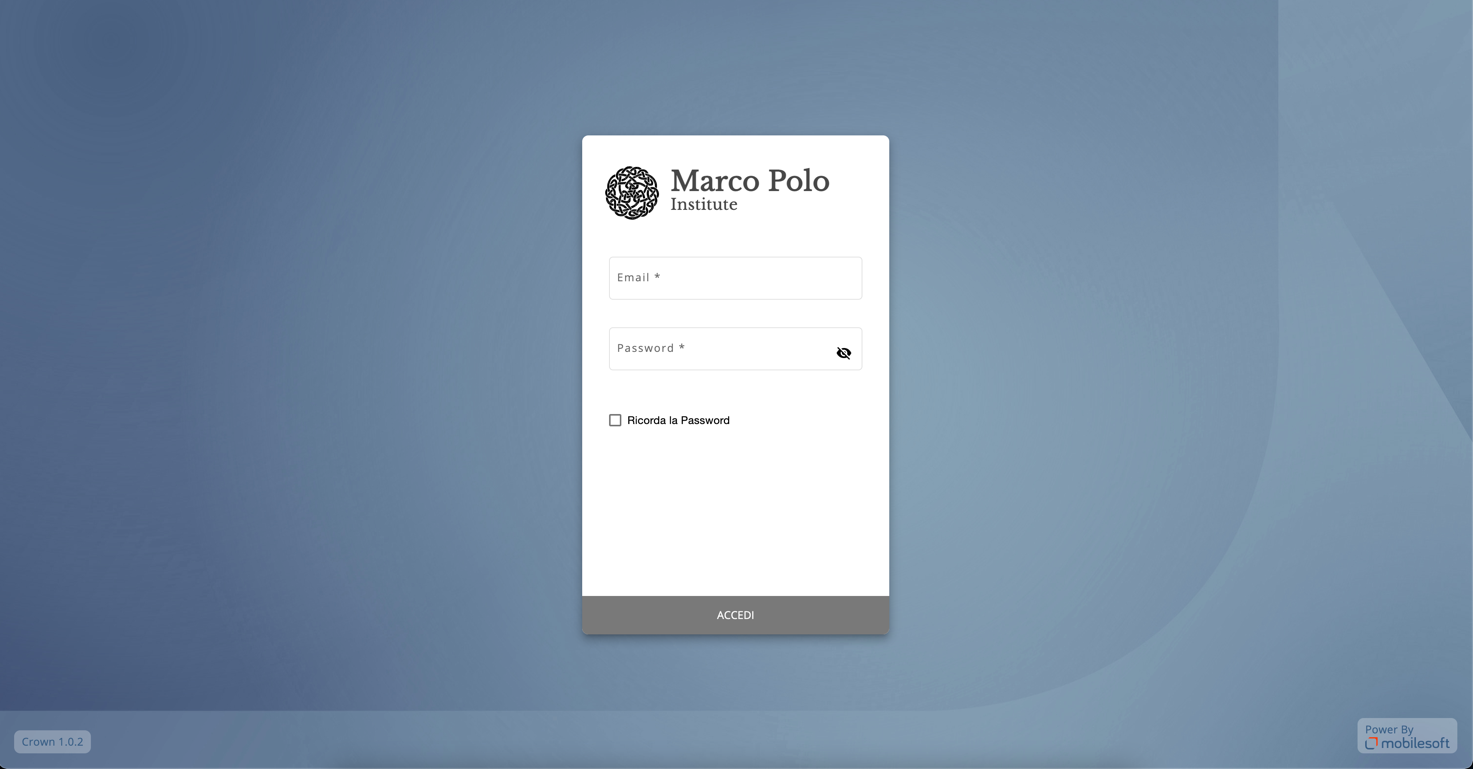 Marco Polo
Institute
Email *
Password *
Ricorda la Password
ACCEDI
Crown 1.0.2
Power By
mobilesoft